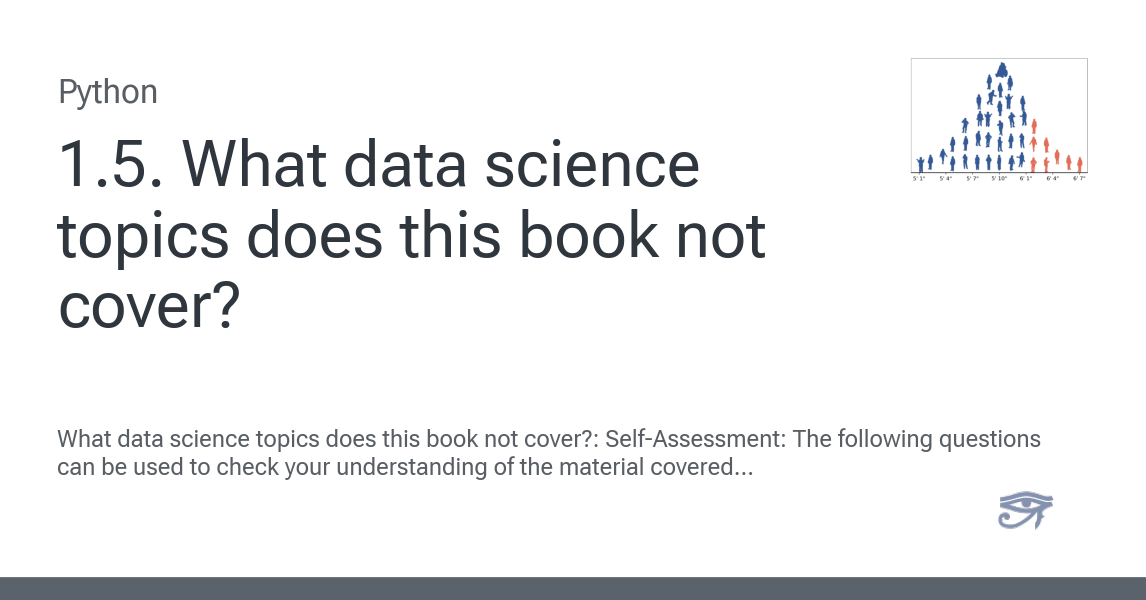 Python
1.5. What data science
topics does this book not
cover?
5' 1" 5' 4" 5' 7" 5' 10" 6' 1" 6' 4" 6' 7"
What data science topics does this book not cover?: Self-Assessment: The following questions
can be used to check your understanding of the material covered...